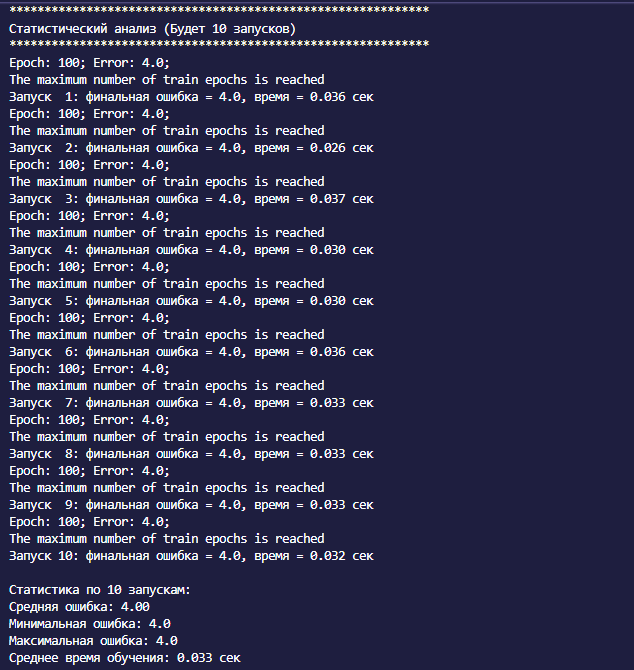 ************************************************************
Статистический анализ (Будет 10 запусков)
************************************************************
Epoch: 100; Error: 4.0;
The maximum number of train epochs is reached
Запуск  1: финальная ошибка = 4.0, время = 0.036 сек
Epoch: 100; Error: 4.0;
The maximum number of train epochs is reached
Запуск  2: финальная ошибка = 4.0, время = 0.026 сек
Epoch: 100; Error: 4.0;
The maximum number of train epochs is reached
Запуск  3: финальная ошибка = 4.0, время = 0.037 сек
Epoch: 100; Error: 4.0;
The maximum number of train epochs is reached
Запуск  4: финальная ошибка = 4.0, время = 0.030 сек
Epoch: 100; Error: 4.0;
The maximum number of train epochs is reached
Запуск  5: финальная ошибка = 4.0, время = 0.030 сек
Epoch: 100; Error: 4.0;
The maximum number of train epochs is reached
Запуск  6: финальная ошибка = 4.0, время = 0.036 сек
Epoch: 100; Error: 4.0;
The maximum number of train epochs is reached
Запуск  7: финальная ошибка = 4.0, время = 0.033 сек
Epoch: 100; Error: 4.0;
The maximum number of train epochs is reached
Запуск  8: финальная ошибка = 4.0, время = 0.033 сек
Epoch: 100; Error: 4.0;
The maximum number of train epochs is reached
Запуск  9: финальная ошибка = 4.0, время = 0.033 сек
Epoch: 100; Error: 4.0;
The maximum number of train epochs is reached
Запуск 10: финальная ошибка = 4.0, время = 0.032 сек

Статистика по 10 запускам:
Средняя ошибка: 4.00
Минимальная ошибка: 4.0
Максимальная ошибка: 4.0
Среднее время обучения: 0.033 сек